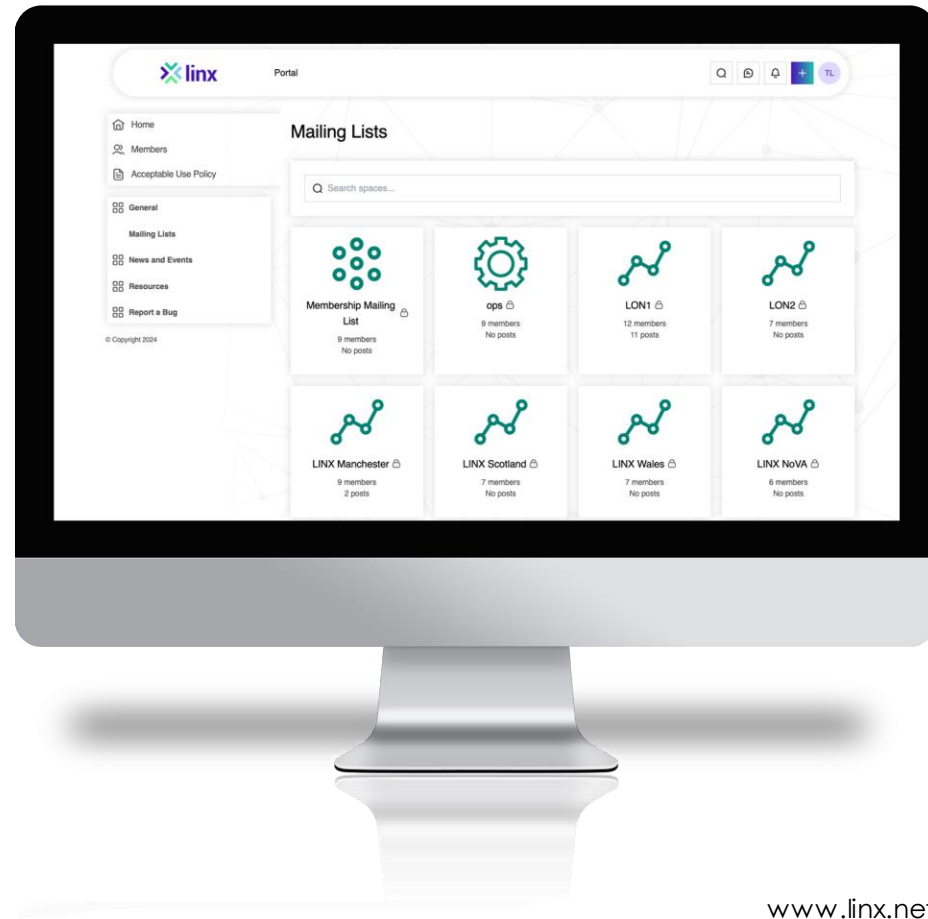 linx
Portal
TL
Home
Members
Acceptable Use Policy
General
Mailing Lists
News and Events
Resources
Report a Bug
© Copyright 2024
Mailing Lists
Search spaces...
Membership Mailing
List
9 members
No posts
ops
9 members
No posts
LON1
12 members
11 posts
LON2
7 members
No posts
LINX Manchester
9 members
2 posts
LINX Scotland
7 members
No posts
LINX Wales
7 members
No posts
LINX NoVA
6 members
No posts
www.linx.net